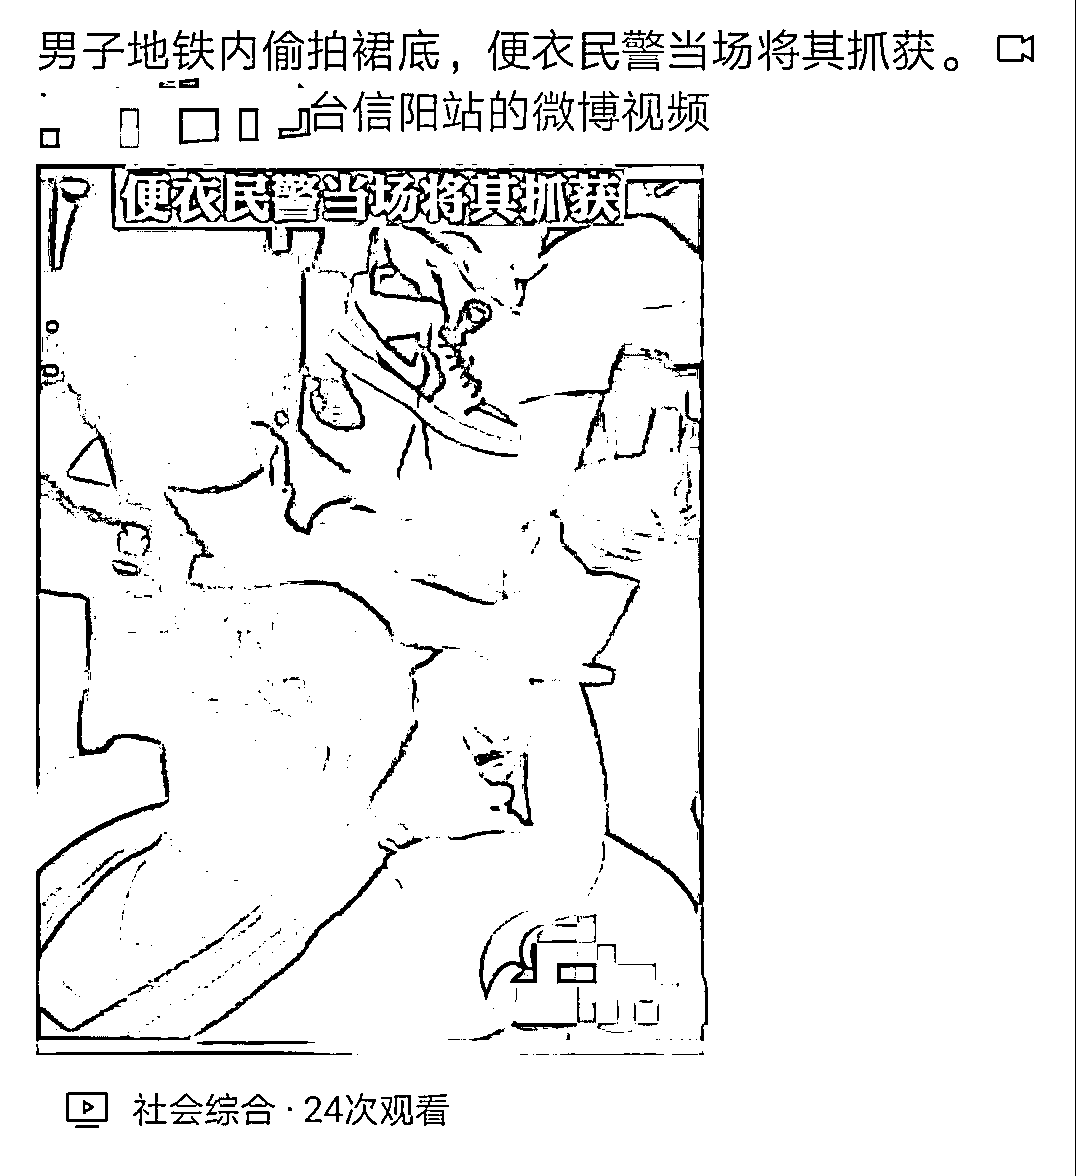 男子地铁内偷拍裙底，便衣民警当场将其抓获。
台信阳站的微博视频
便衣民警当场将其抓获
社会综合 · 24次观看